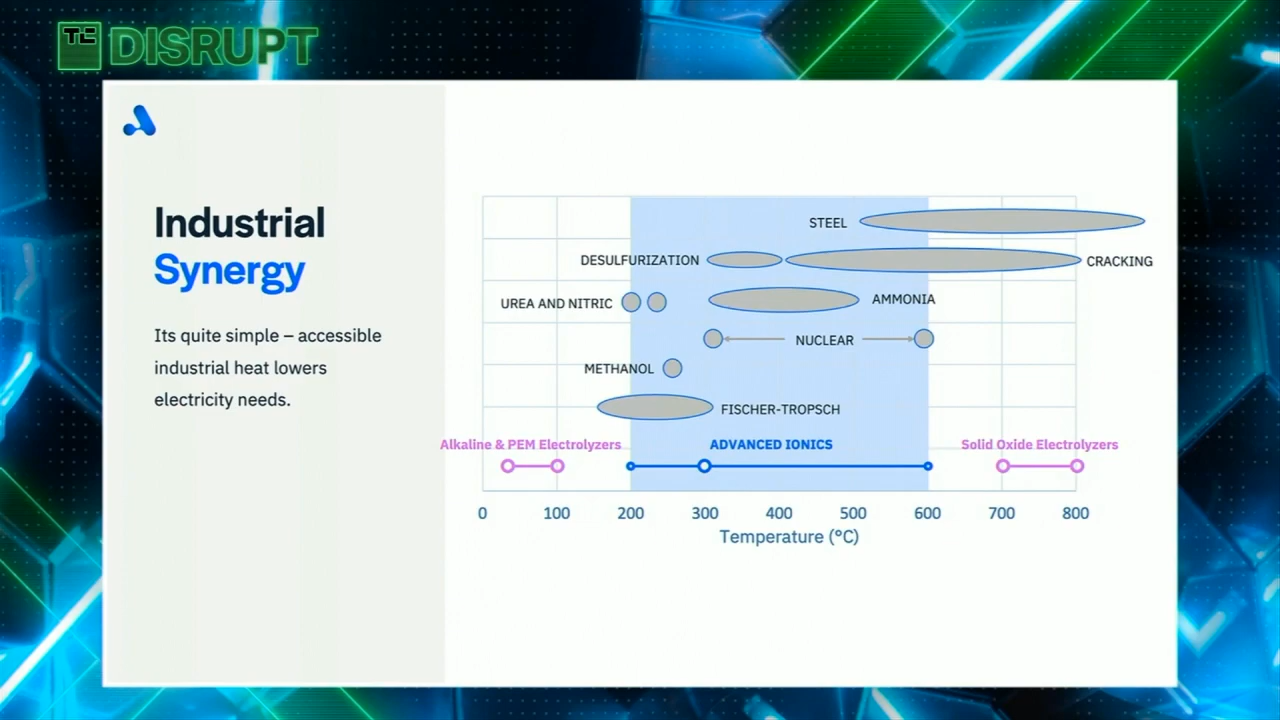 TC DISRUPT
Industrial
Synergy
Its quite simple – accessible
industrial heat lowers
electricity needs.
STEEL
DESULFURIZATION
CRACKING
UREA AND NITRIC
AMMONIA
NUCLEAR
METHANOL
FISCHER-TROPSCH
Alkaline & PEM Electrolyzers
ADVANCED IONICS
Solid Oxide Electrolyzers
0 100 200 300 400 500 600 700 800
Temperature (°C)